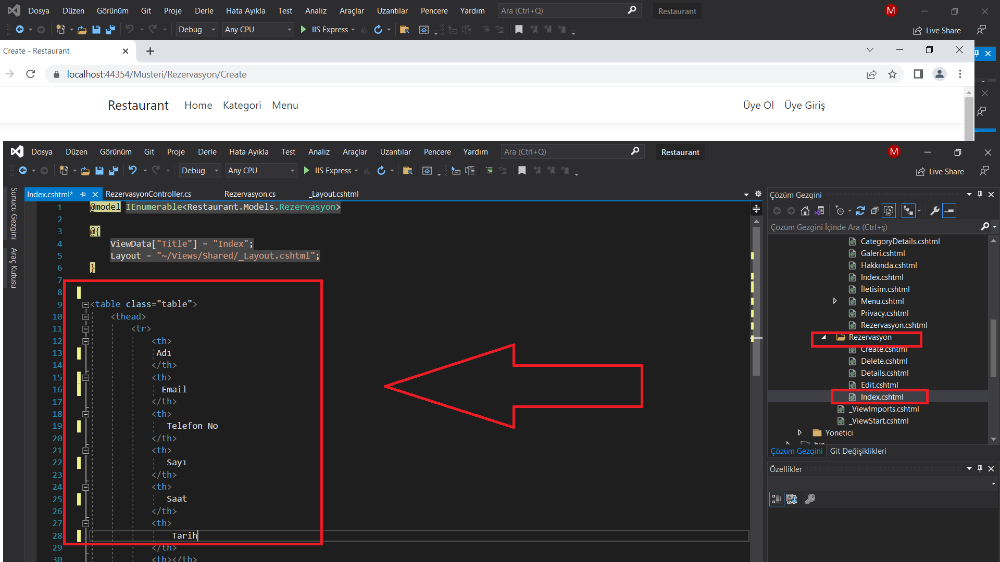 Dosya Düzen Görünüm Git Proje Derle Hata Ayıkla Test Analiz Araçlar Uzantılar Pencere Yardım Ara (Ctrl+Q) Restaurant M
Debug Any CPU IIS Express Live Share
Create - Restaurant
localhost:44354/Musteri/Rezervasyon/Create
Restaurant Home Kategori Menu Üye Ol Üye Giriş
Dosya Düzen Görünüm Git Proje Derle Hata Ayıkla Test Analiz Araçlar Uzantılar Pencere Yardım Ara (Ctrl+Q) Restaurant M
Debug Any CPU IIS Express Live Share
Sunucu Gezgini
Araç Kutusu
Index.cshtml* RezervasyonController.cs Rezervasyon.cs _Layout.cshtml
1 @model IEnumerable<Restaurant.Models.Rezervasyon>
2
3 @{
4 ViewData["Title"] = "Index";
5 Layout = "~/Views/Shared/_Layout.cshtml";
6 }
7
8
9 <table class="table">
10 <thead>
11 <tr>
12 <th>
13 Adı
14 </th>
15 <th>
16 Email
17 </th>
18 <th>
19 Telefon No
20 </th>
21 <th>
22 Sayı
23 </th>
24 <th>
25 Saat
26 </th>
27 <th>
28 Tarih
29 </th>
30 <th></th>
Çözüm Gezgini
Çözüm Gezgini İçinde Ara (Ctrl+ş)
CategoryDetails.cshtml
Galeri.cshtml
Hakkında.cshtml
Index.cshtml
İletisim.cshtml
Menu.cshtml
Privacy.cshtml
Rezervasyon.cshtml
Rezervasyon
Create.cshtml
Delete.cshtml
Details.cshtml
Edit.cshtml
Index.cshtml
_ViewImports.cshtml
_ViewStart.cshtml
Yonetici
bin
Çözüm Gezgini Git Değişiklikleri
Özellikler